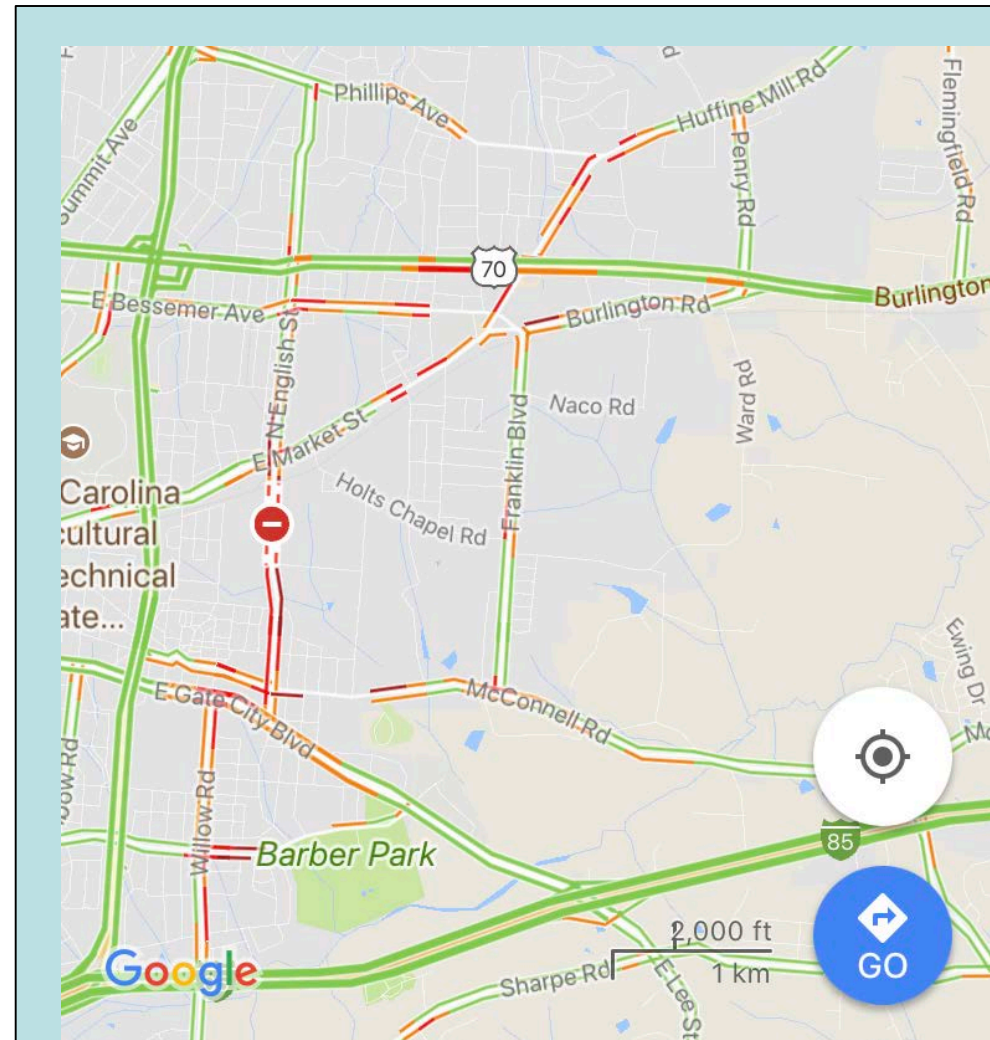 Phillips Ave
Huffine Mill Rd
Flemingfield Rd
Summit Ave
Penry Rd
70
E Bessemer Ave
Burlington Rd
Burlington
N English St
Naco Rd
Ward Rd
E Market St
Franklin Blvd
Holts Chapel Rd
Carolina
cultural
echnical
ate...
Ewing Dr
McConnell Rd
Mc
E Gate City Blvd
bow Rd
Willow Rd
85
Barber Park
2,000 ft
1 km
GO
Google
Sharpe Rd
E Lee St